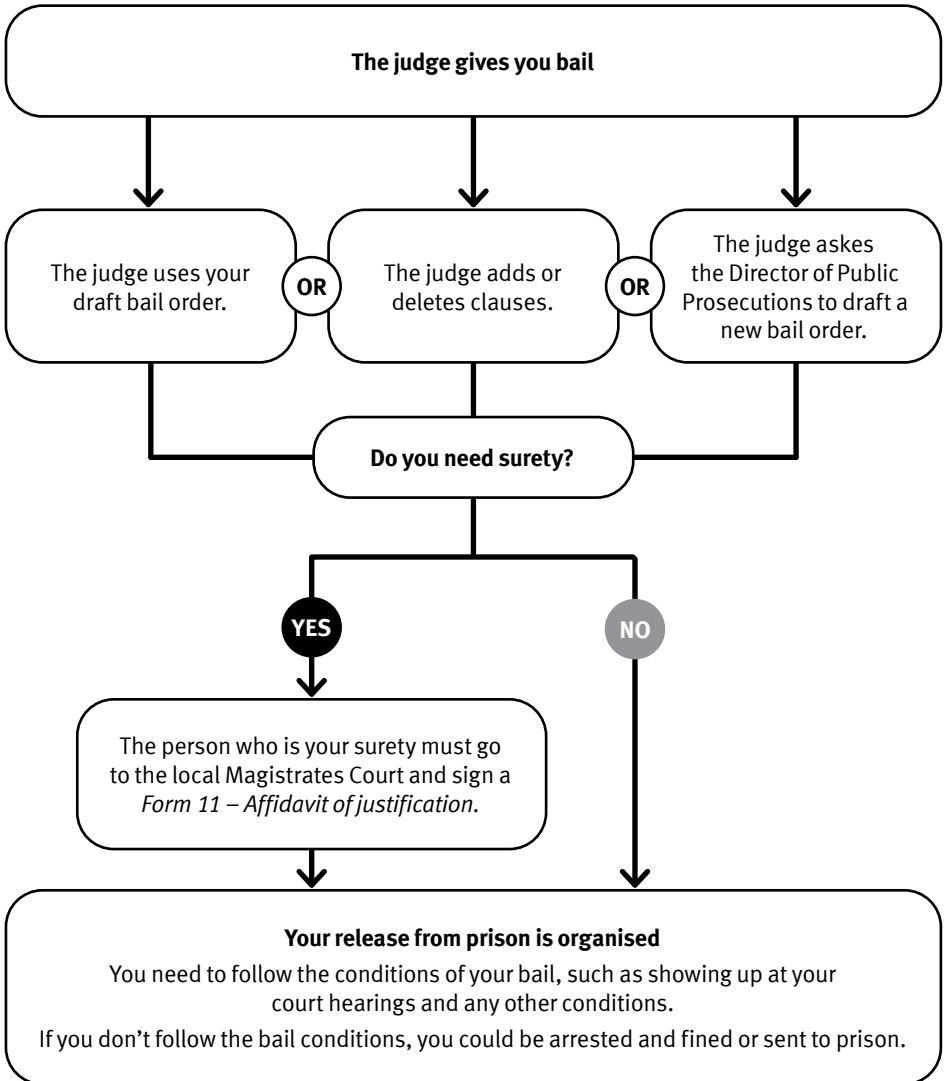 The judge gives you bail
The judge uses your
draft bail order.
OR
The judge adds or
deletes clauses.
OR
The judge askes
the Director of Public
Prosecutions to draft a
new bail order.
Do you need surety?
YES
NO
The person who is your surety must go
to the local Magistrates Court and sign a
Form 11 – Affidavit of justification.
Your release from prison is organised
You need to follow the conditions of your bail, such as showing up at your
court hearings and any other conditions.
If you don’t follow the bail conditions, you could be arrested and fined or sent to prison.